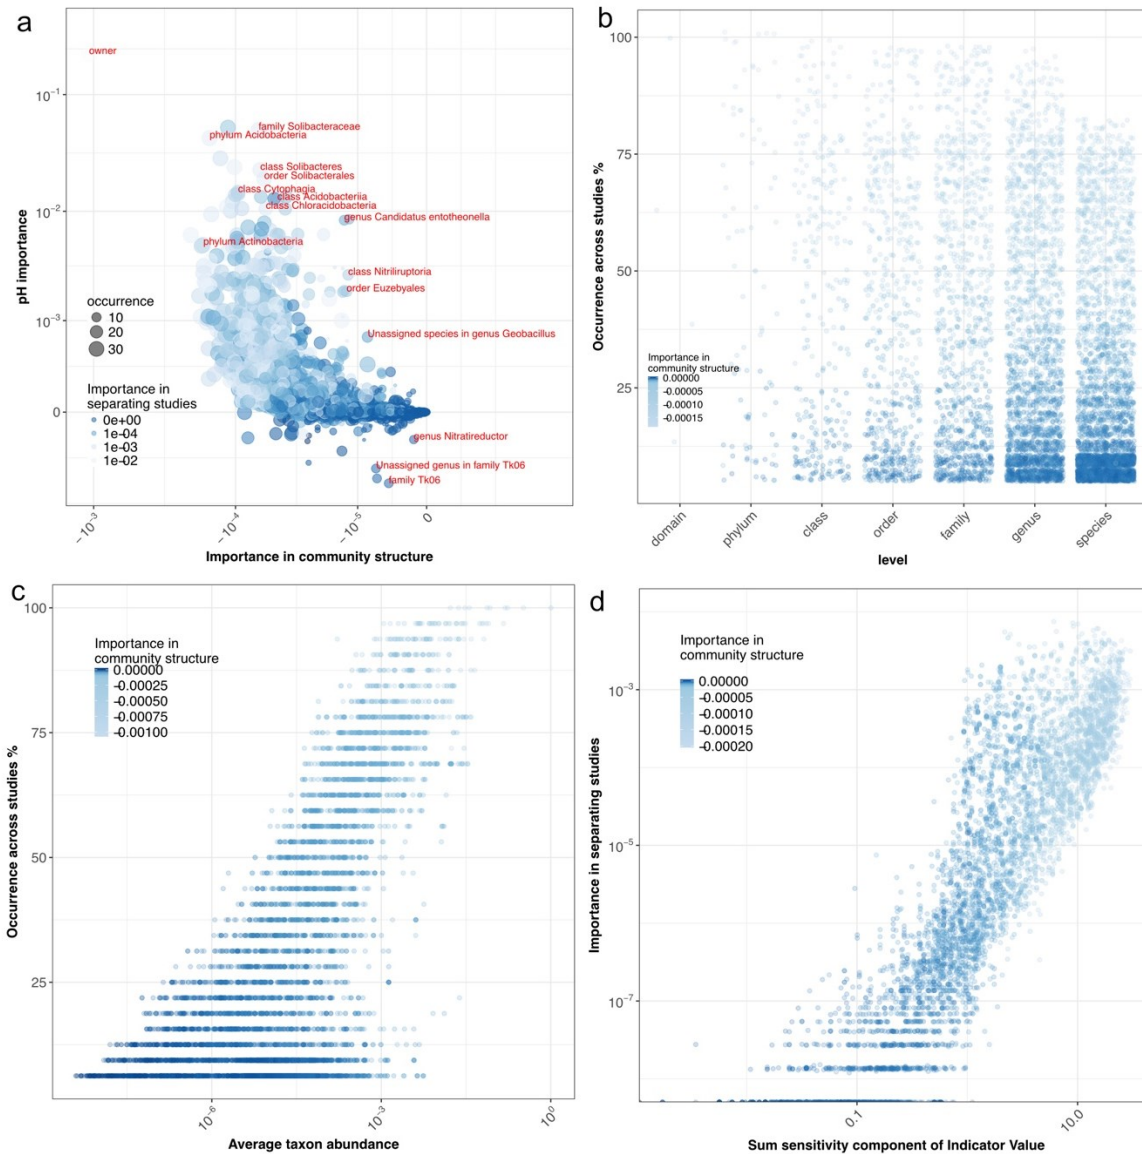 a
owner
10⁻¹
family Solibacteraceae
phylum Acidobacteria
class Solibacteres
order Solibacterales
class Cytophagia
class Acidobacteriia
class Chloracidobacteria
10⁻²
genus Candidatus entotheonella
phylum Actinobacteria
class Nitriliruptoria
order Euzebyales
pH importance
occurrence
10
20
30
10⁻³
Unassigned species in genus Geobacillus
Importance in
separating studies
0e+00
1e-04
1e-03
1e-02
0
genus Nitratireductor
Unassigned genus in family Tk06
family Tk06
−10⁻³
−10⁻⁴
−10⁻⁵
0
Importance in community structure
b
100
75
50
25
Occurrence across studies %
Importance in
community structure
0.00000
-0.00005
-0.00010
-0.00015
domain
phylum
class
order
family
genus
species
level
c
100
75
50
25
Occurrence across studies %
Importance in
community structure
0.00000
-0.00025
-0.00050
-0.00075
-0.00100
10⁻³
10⁻⁰
Average taxon abundance
d
Importance in
community structure
0.00000
-0.00005
-0.00010
-0.00015
-0.00020
10⁻³
10⁻⁵
10⁻⁷
Importance in separating studies
0.1
10.0
Sum sensitivity component of Indicator Value